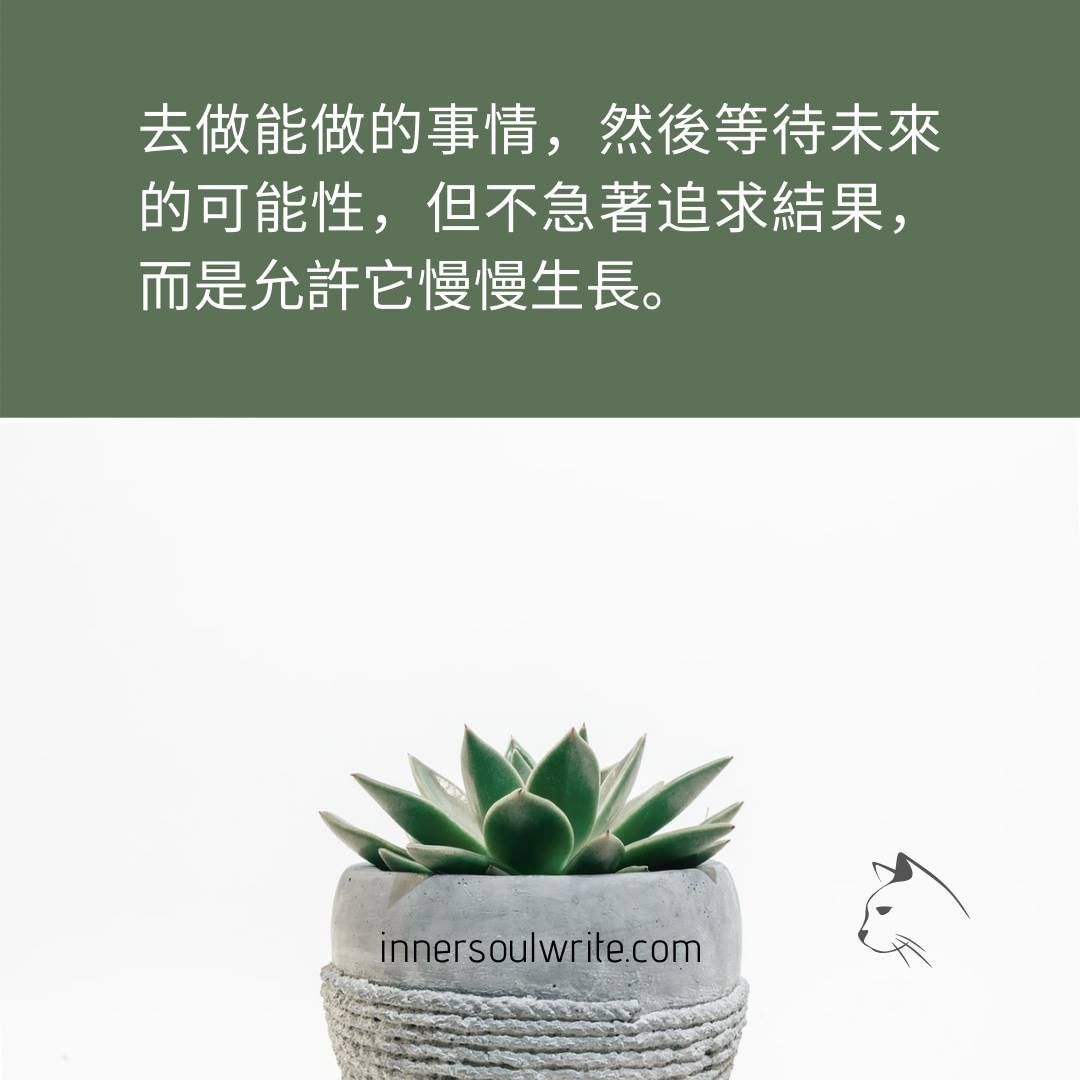 去做能做的事情，然後等待未來
的可能性，但不急著追求結果，
而是允許它慢慢生長。
innersoulwrite.com